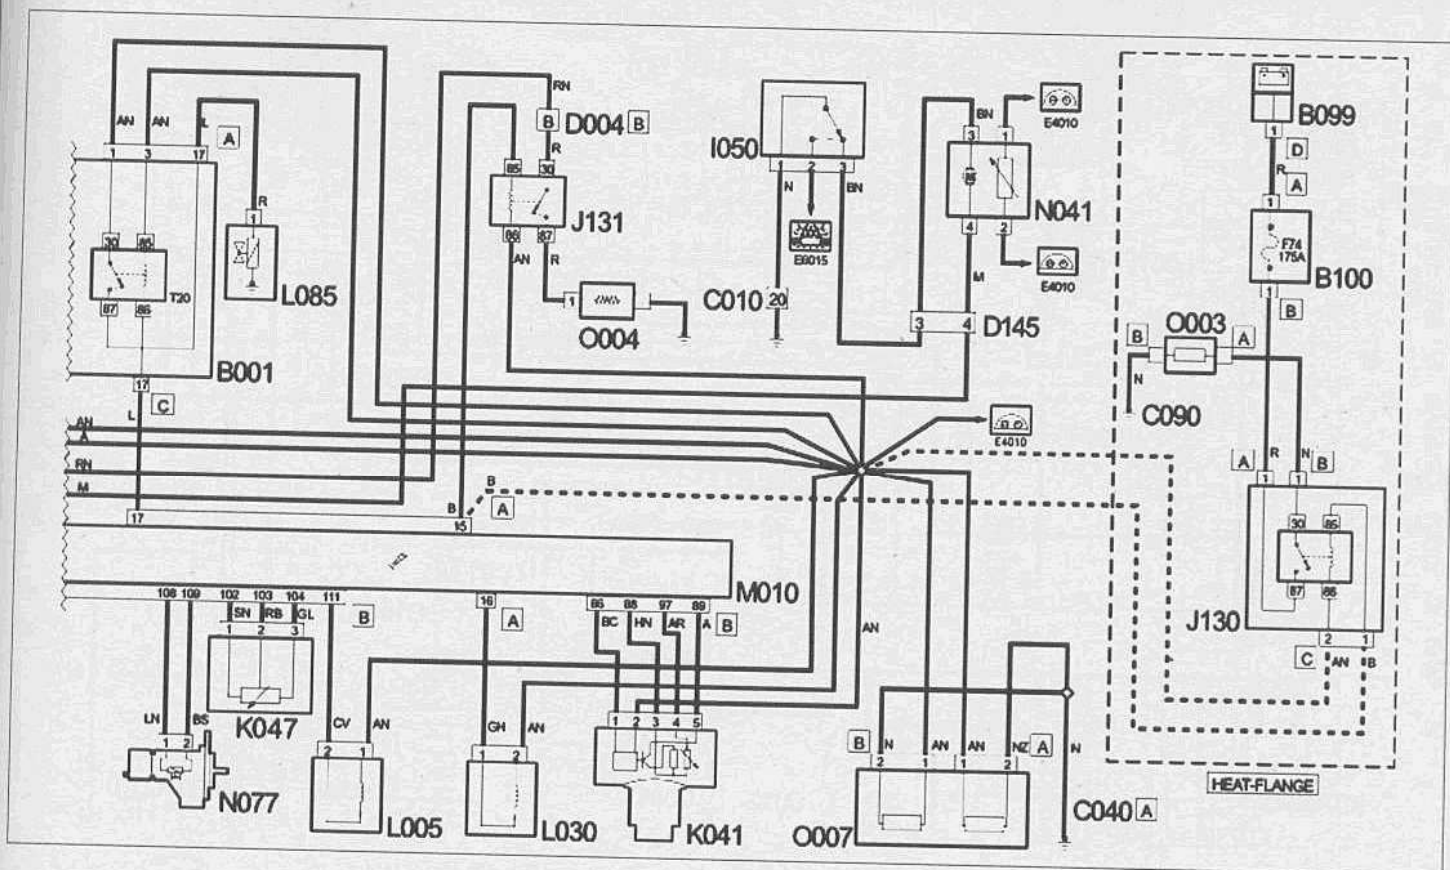 AN
AN
L
A
1
3
17
R
1
30
85
T20
87
86
L085
B001
17
C
L
AN
A
RN
M
17
RN
B
D004
B
R
85
30
J131
86
87
AN
R
1
O004
I050
1
2
3
N
BN
E6015
C010
20
BN
3
1
E4010
N041
4
2
M
E4010
3
4
D145
E4010
B099
1
D
R
A
1
F74
175A
B100
1
B
O003
B
A
N
C090
A
R
N
B
1
1
30
85
87
86
J130
2
1
C
AN
B
HEAT-FLANGE
B
A
B
15
M010
108
109
102
103
104
111
SN
RB
GL
B
1
2
3
K047
LN
BS
1
2
N077
CV
AN
2
1
L005
16
A
GH
AN
1
2
L030
86
88
97
89
BC
HN
AR
A
B
1
2
3
4
5
K041
AN
B
N
AN
AN
NZ
A
N
2
1
1
2
O007
C040
A